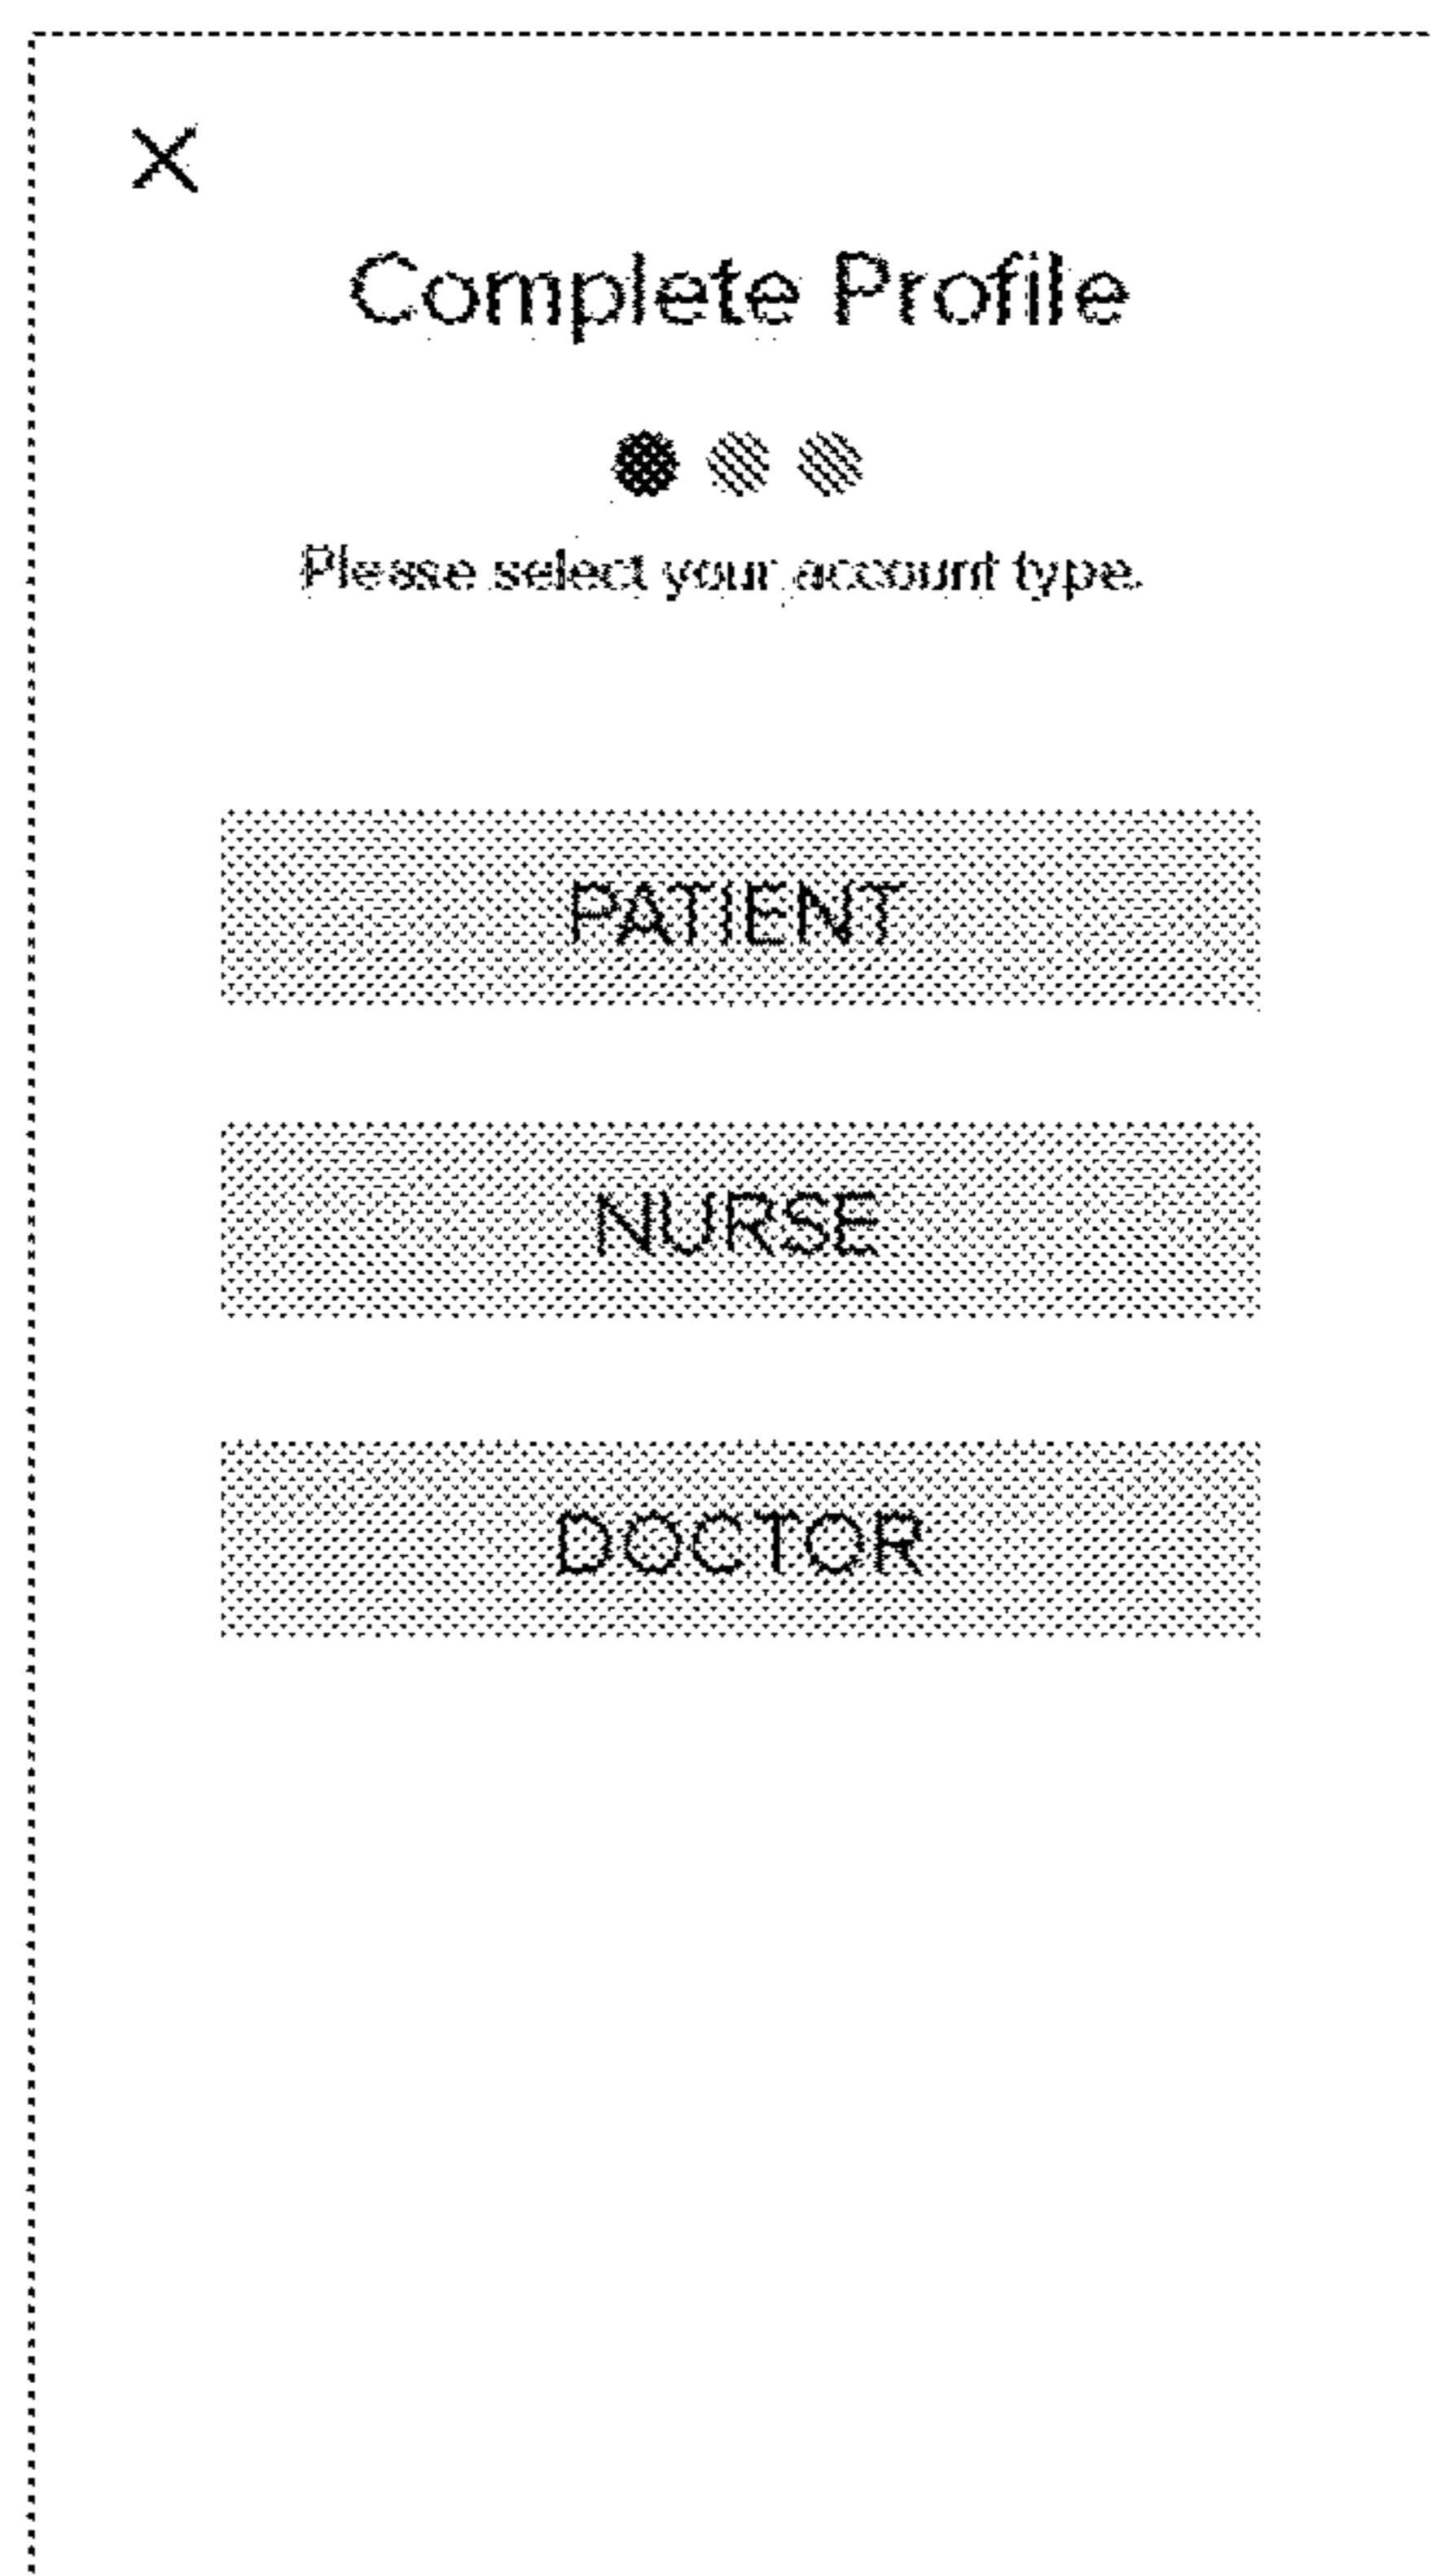 Complete Profile
Please select your account type.
PATIENT
NURSE
DOCTOR